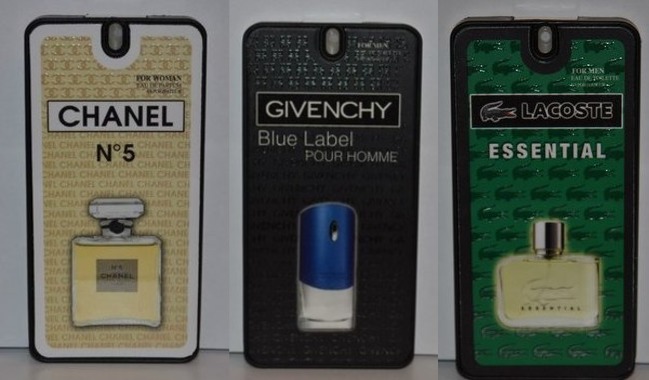 FOR WOMAN
EAU DE PARFUM
CHANEL
N°5
N°5
CHANEL
FOR MEN
GIVENCHY
Blue Label
POUR HOMME
FOR MEN
EAU DE TOILETTE
LACOSTE
ESSENTIAL
ESSENTIAL